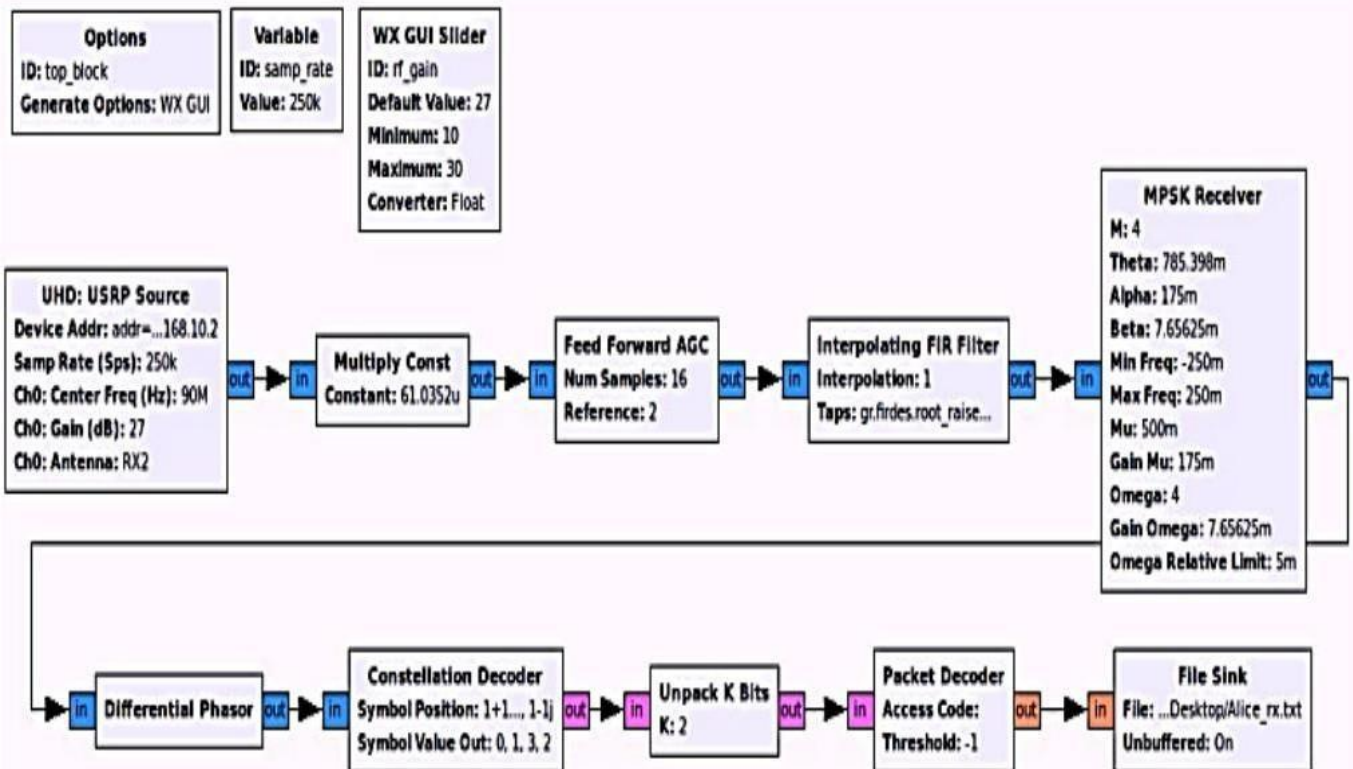 Options
ID: top_block
Generate Options: WX GUI
Variable
ID: samp_rate
Value: 250k
WX GUI Slider
ID: rf_gain
Default Value: 27
Minimum: 10
Maximum: 30
Converter: Float
UHD: USRP Source
Device Addr: addr=...168.10.2
Samp Rate (Sps): 250k
Ch0: Center Freq (Hz): 90M
Ch0: Gain (dB): 27
Ch0: Antenna: RX2
out
in
Multiply Const
Constant: 61.0352u
out
in
Feed Forward AGC
Num Samples: 16
Reference: 2
out
in
Interpolating FIR Filter
Interpolation: 1
Taps: gr.firdes.root_raise...
out
in
MPSK Receiver
M: 4
Theta: 785.398m
Alpha: 175m
Beta: 7.65625m
Min Freq: -250m
Max Freq: 250m
Mu: 500m
Gain Mu: 175m
Omega: 4
Gain Omega: 7.65625m
Omega Relative Limit: 5m
out
in
Differential Phasor
out
in
Constellation Decoder
Symbol Position: 1+1..., 1-1j
Symbol Value Out: 0, 1, 3, 2
out
in
Unpack K Bits
K: 2
out
in
Packet Decoder
Access Code:
Threshold: -1
out
in
File Sink
File: ...Desktop/Alice_rx.txt
Unbuffered: On